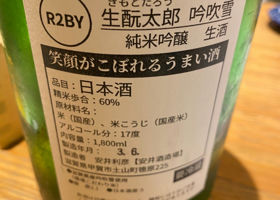 きもとたろう
R2BY 生酛太郎 吟吹雪
純米吟醸 生酒
笑顔がこぼれるうまい酒
品目:日本酒
精米歩合:60%
原材料名:
米(国産)、米こうじ(国産米)
アルコール分:17度
内容量:1,800ml
製造年月 3. 6.
製造者 安井利彦【安井酒造場】
滋賀県甲賀市土山町徳原225